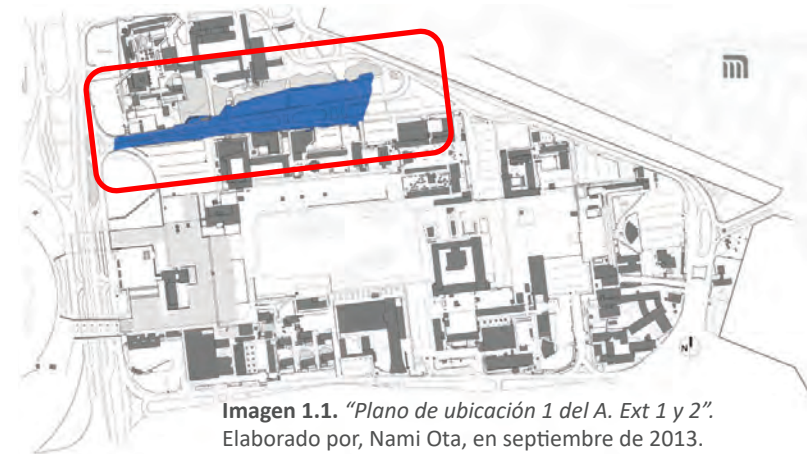 N
Imagen 1.1. “Plano de ubicación 1 del A. Ext 1 y 2”.
Elaborado por, Nami Ota, en septiembre de 2013.